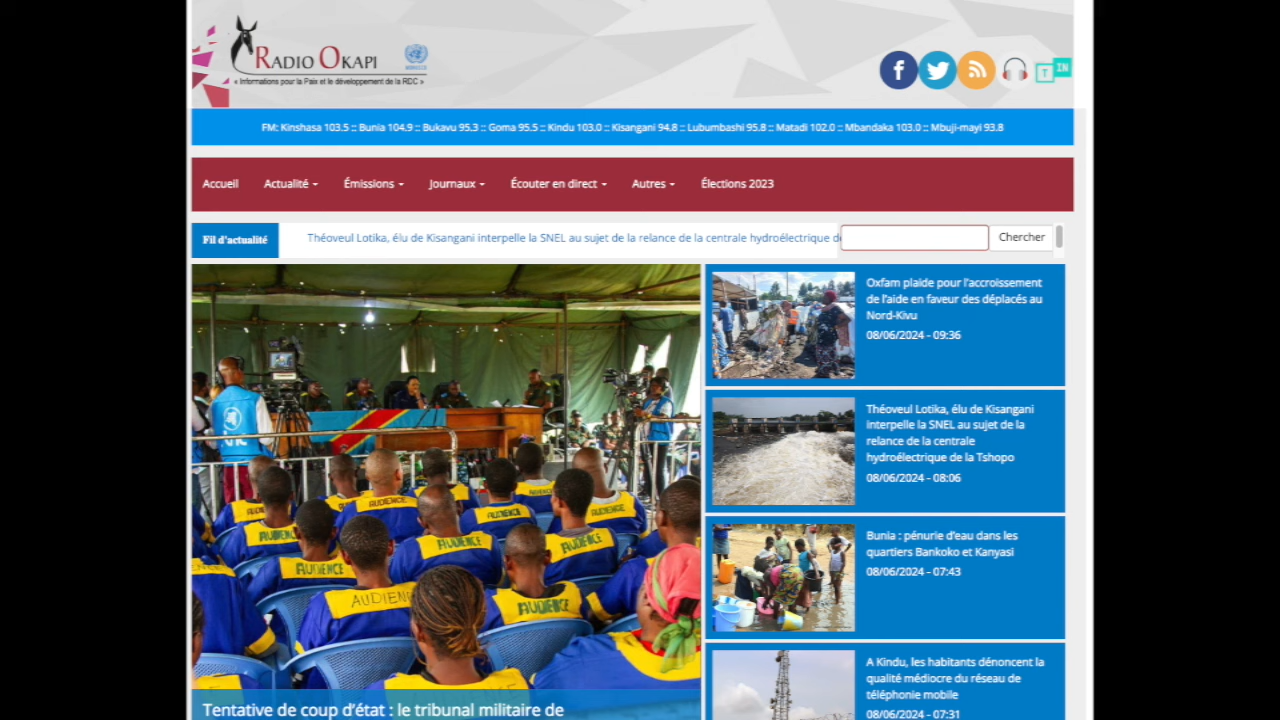 RADIO OKAPI
« Informations pour la Paix et le développement de la RDC »
T IN
FM: Kinshasa 103.5 :: Bunia 104.9 :: Bukavu 95.3 :: Goma 95.5 :: Kindu 103.0 :: Kisangani 94.8 :: Lubumbashi 95.8 :: Matadi 102.0 :: Mbandaka 103.0 :: Mbuji-mayi 93.8
Accueil Actualité Émissions Journaux Écouter en direct Autres Élections 2023
Fil d'actualité Théoveul Lotika, élu de Kisangani interpelle la SNEL au sujet de la relance de la centrale hydroélectrique d Chercher
AUDIENCE
AUDIENCE
AUDIENCE
AUDIENCE
AUDIENCE
AUDIENCE
AUDIENCE
AUDIENCE
Tentative de coup d'état : le tribunal militaire de
Oxfam plaide pour l'accroissement
de l'aide en faveur des déplacés au
Nord-Kivu
08/06/2024 - 09:36
Théoveul Lotika, élu de Kisangani
interpelle la SNEL au sujet de la
relance de la centrale
hydroélectrique de la Tshopo
08/06/2024 - 08:06
Bunia : pénurie d'eau dans les
quartiers Bankoko et Kanyasi
08/06/2024 - 07:43
A Kindu, les habitants dénoncent la
qualité médiocre du réseau de
téléphonie mobile
08/06/2024 - 07:31